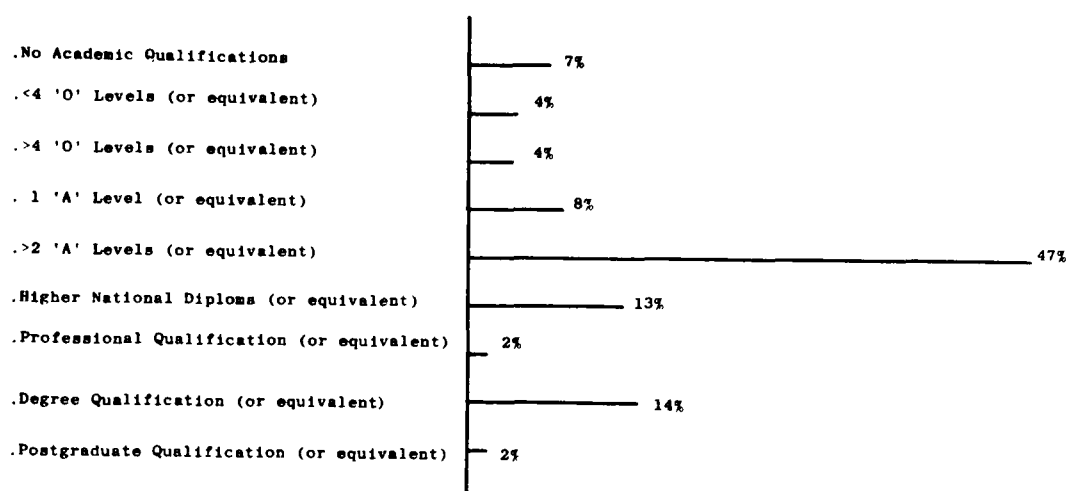 .No Academic Qualifications 7%
.<4 'O' Levels (or equivalent) 4%
.>4 'O' Levels (or equivalent) 4%
. 1 'A' Level (or equivalent) 8%
.>2 'A' Levels (or equivalent) 47%
.Higher National Diploms (or equivalent) 13%
.Professional Qualification (or equivalent) 2%
.Degree Qualification (or equivalent) 14%
.Postgraduate Qualification (or equivalent) 2%